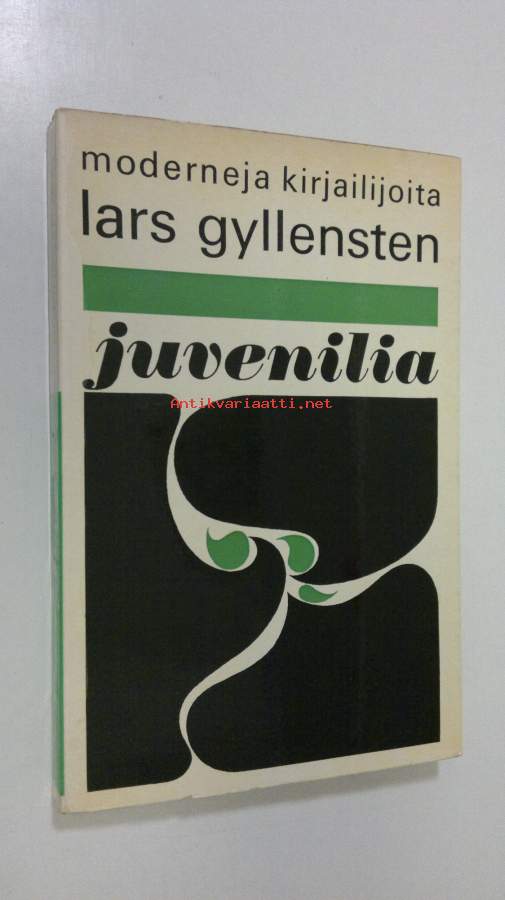 moderneja kirjailijoita
lars gyllensten
juvenilia
Antikvariaatti.net